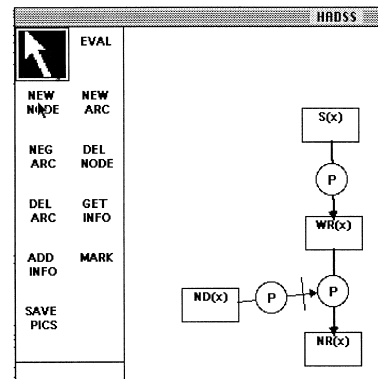 HADSS
EVAL
NEW
NODE
NEW
ARC
NEG
ARC
DEL
NODE
DEL
ARC
GET
INFO
ADD
INFO
MARK
SAVE
PICS
S(x)
P
WR(x)
ND(x)
P
P
NR(x)